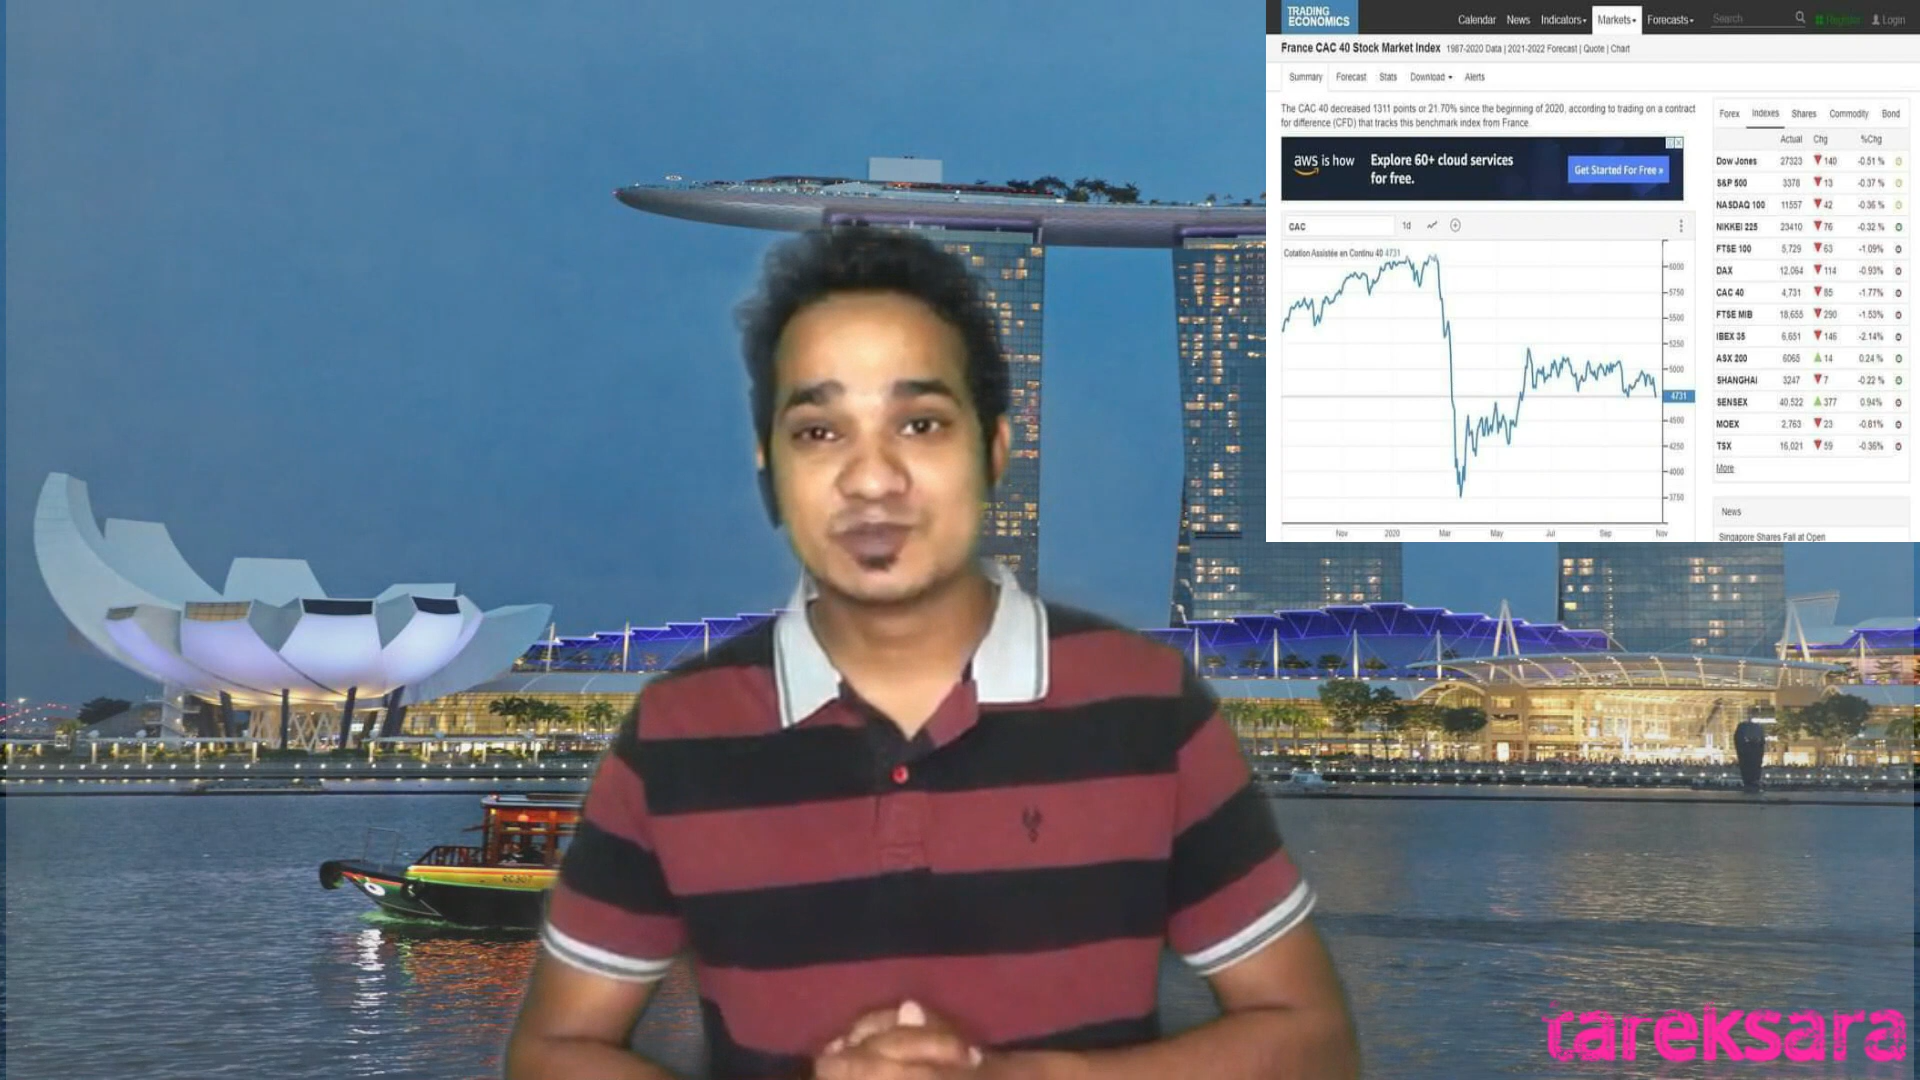 TRADING
ECONOMICS
Calendar News Indicators Markets Forecasts Search Register Login
France CAC 40 Stock Market Index 1987-2020 Data | 2021-2022 Forecast | Quote | Chart
Summary Forecast Stats Download Alerts
The CAC 40 decreased 1311 points or 21.70% since the beginning of 2020, according to trading on a contract
for difference (CFD) that tracks this benchmark index from France.
aws is how
Explore 60+ cloud services
for free.
Get Started For Free »
CAC 1d
Cotation Assistée en Continu 40 4731
6000
5750
5500
5250
5000
4731
4500
4250
4000
3750
Nov 2020 Mar May Jul Sep Nov
Forex Indexes Shares Commodity Bond
Actual Chg %Chg
Dow Jones 27323 140 -0.51 %
S&P 500 3378 13 -0.37 %
NASDAQ 100 11557 42 -0.36 %
NIKKEI 225 23410 76 -0.32 %
FTSE 100 5,729 63 -1.09%
DAX 12,064 114 -0.93%
CAC 40 4,731 85 -1.77%
FTSE MIB 18,655 290 -1.53%
IBEX 35 6,651 146 -2.14%
ASX 200 6065 14 0.24 %
SHANGHAI 3247 7 -0.22 %
SENSEX 40,522 377 0.94%
MOEX 2,763 23 -0.81%
TSX 16,021 59 -0.36%
More
News
Singapore Shares Fall at Open
tareksara